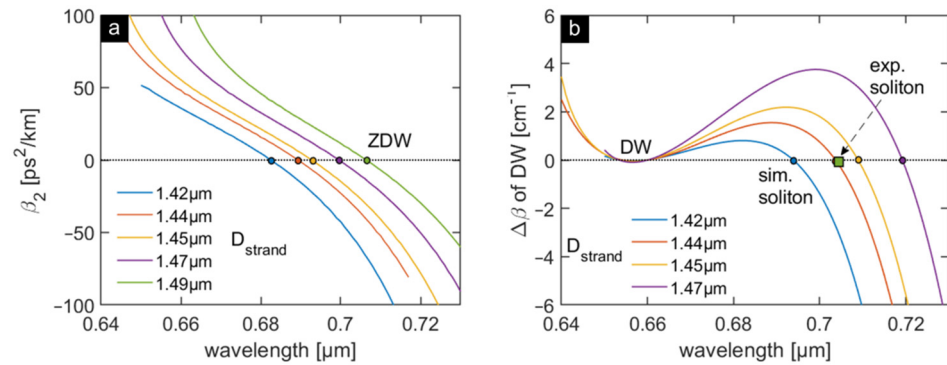 a
100
50
0
−50
−100
β₂ [ps²/km]
ZDW
1.42μm
1.44μm
1.45μm
1.47μm
1.49μm
D_strand
0.64 0.66 0.68 0.7 0.72
wavelength [μm]
b
6
4
2
0
−2
−4
−6
Δβ of DW [cm⁻¹]
exp.
soliton
DW
sim.
soliton
D_strand
1.42μm
1.44μm
1.45μm
1.47μm
0.64 0.66 0.68 0.7 0.72
wavelength [μm]